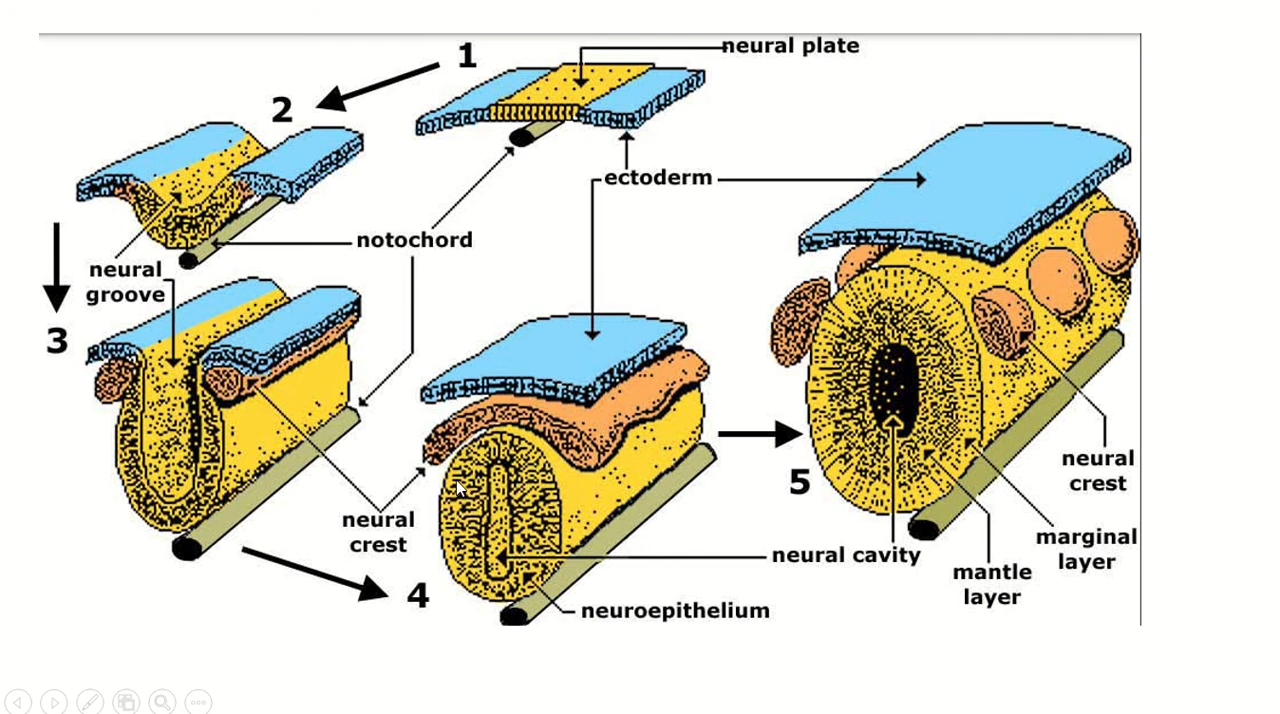 1
neural plate
2
ectoderm
notochord
neural
groove
3
neural
crest
4
neural cavity
neuroepithelium
5
neural
crest
marginal
layer
mantle
layer